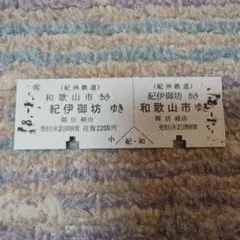 (紀州鉄道)
和歌山市から
紀伊御坊ゆき
御坊経由
発売日共2日間有効 往復2200円
(紀州鉄道)
紀伊御坊から
和歌山市ゆき
御坊経由
発売日共2日間有効
小 紀・和